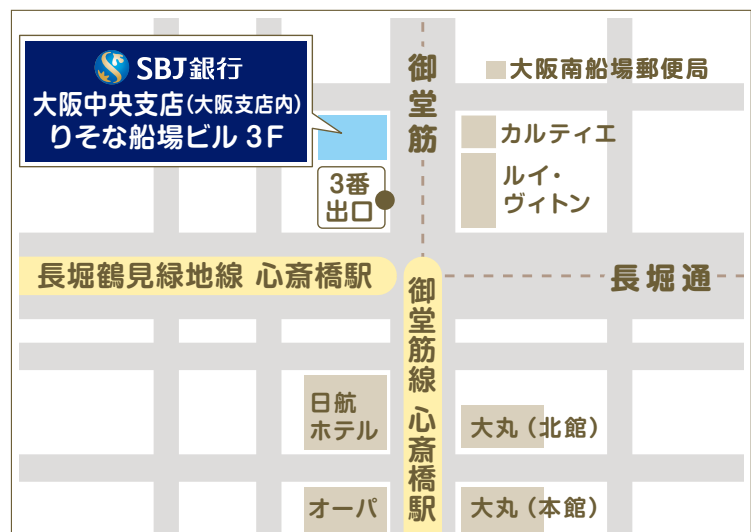 SBJ銀行
大阪中央支店(大阪支店内)
りそな船場ビル 3F
御堂筋
大阪南船場郵便局
カルティエ
ルイ・
ヴィトン
3番
出口
長堀鶴見緑地線 心斎橋駅
長堀通
御堂筋線 心斎橋駅
日航
ホテル
大丸(北館)
オーパ
大丸(本館)